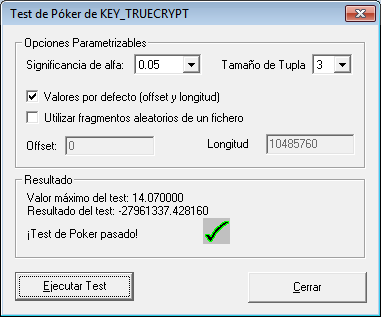 Test de Póker de KEY_TRUECRYPT
Opciones Parametrizables
Significancia de alfa: 0.05 Tamaño de Tupla 3
Valores por defecto (offset y longitud)
Utilizar fragmentos aleatorios de un fichero
Offset: 0 Longitud 10485760
Resultado
Valor máximo del test: 14.070000
Resultado del test: -27961337.428160
¡Test de Poker pasado!
Ejecutar Test Cerrar